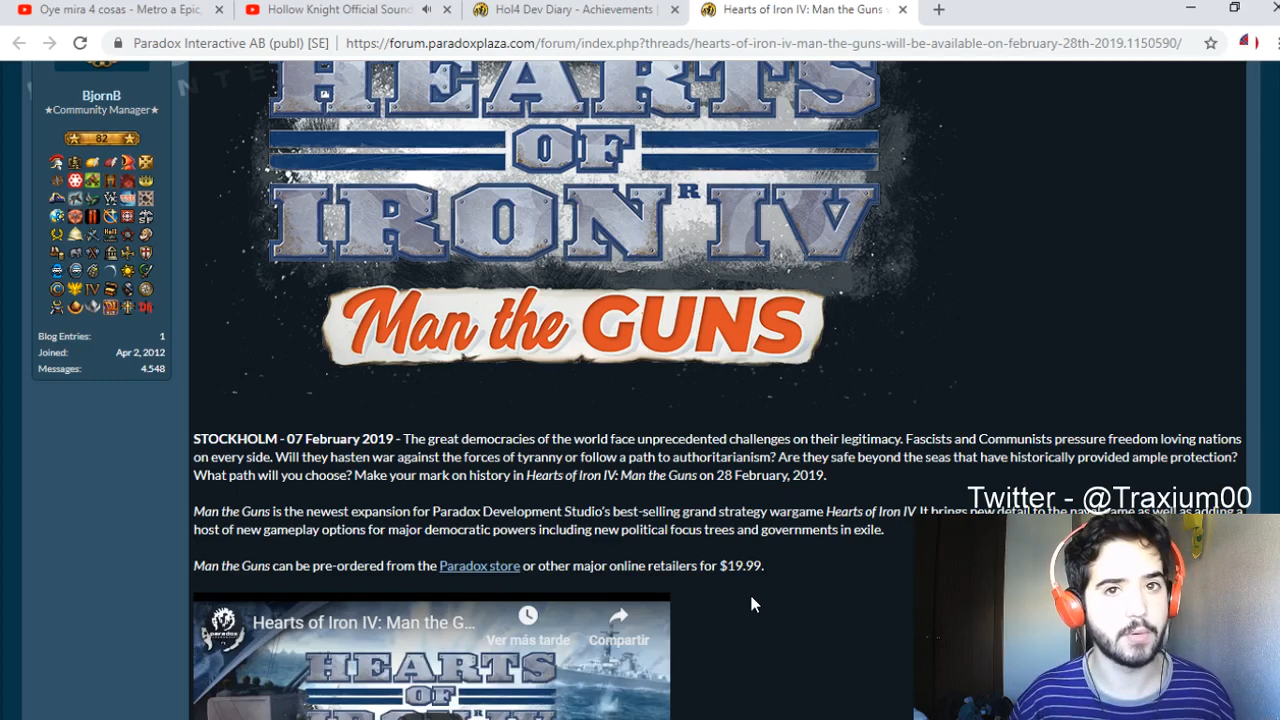 Oye mira 4 cosas - Metro a Epic,
Hollow Knight Official Sound
HoI4 Dev Diary - Achievements |
Hearts of Iron IV: Man the Guns
Paradox Interactive AB (publ) [SE]
https://forum.paradoxplaza.com/forum/index.php?threads/hearts-of-iron-iv-man-the-guns-will-be-available-on-february-28th-2019.1150590/
BjornB
★Community Manager★
82
Blog Entries: 1
Joined: Apr 2, 2012
Messages: 4.548
HEARTS
OF
IRON IV
Man the GUNS
STOCKHOLM - 07 February 2019 - The great democracies of the world face unprecedented challenges on their legitimacy. Fascists and Communists pressure freedom loving nations
on every side. Will they hasten war against the forces of tyranny or follow a path to authoritarianism? Are they safe beyond the seas that have historically provided ample protection?
What path will you choose? Make your mark on history in Hearts of Iron IV: Man the Guns on 28 February, 2019.
Twitter - @Traxium00
Man the Guns is the newest expansion for Paradox Development Studio's best-selling grand strategy wargame Hearts of Iron IV. It brings new detail to the naval game as well as adding a
host of new gameplay options for major democratic powers including new political focus trees and governments in exile.
Man the Guns can be pre-ordered from the Paradox store or other major online retailers for $19.99.
Hearts of Iron IV: Man the G...
Ver más tarde
Compartir
HEARTS
OF